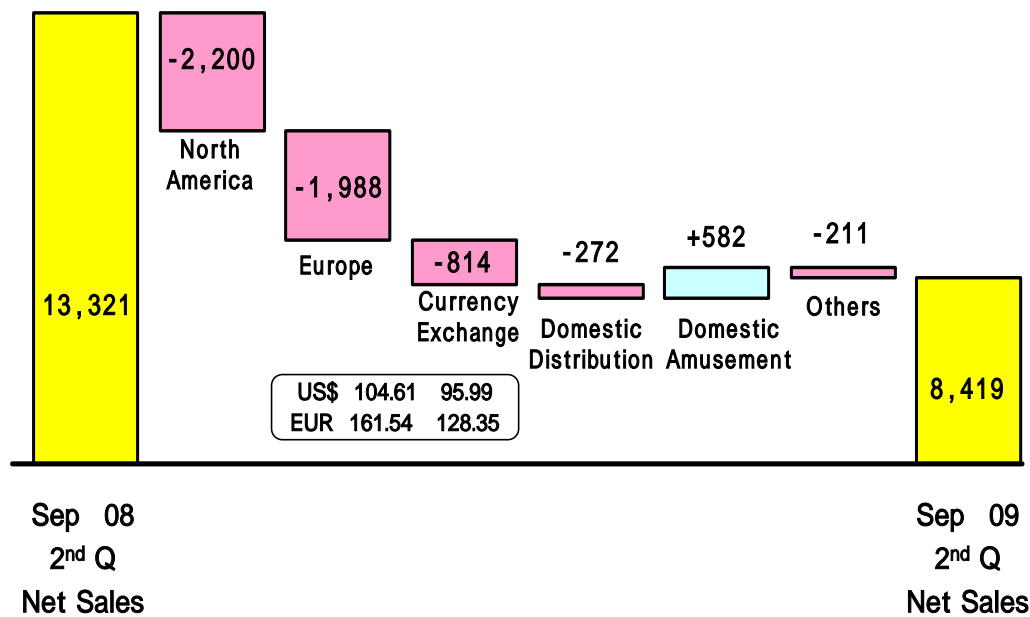 13,321
-2,200
North
America
-1,988
Europe
-814
Currency
Exchange
-272
Domestic
Distribution
+582
Domestic
Amusement
-211
Others
8,419
US$ 104.61 95.99
EUR 161.54 128.35
Sep 08
2nd Q
Net Sales
Sep 09
2nd Q
Net Sales